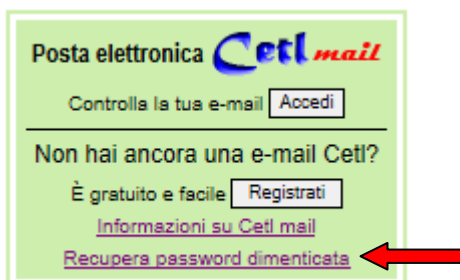 Posta elettronica Cetl mail
Controlla la tua e-mail Accedi
Non hai ancora una e-mail Cetl?
È gratuito e facile Registrati
Informazioni su Cetl mail
Recupera password dimenticata